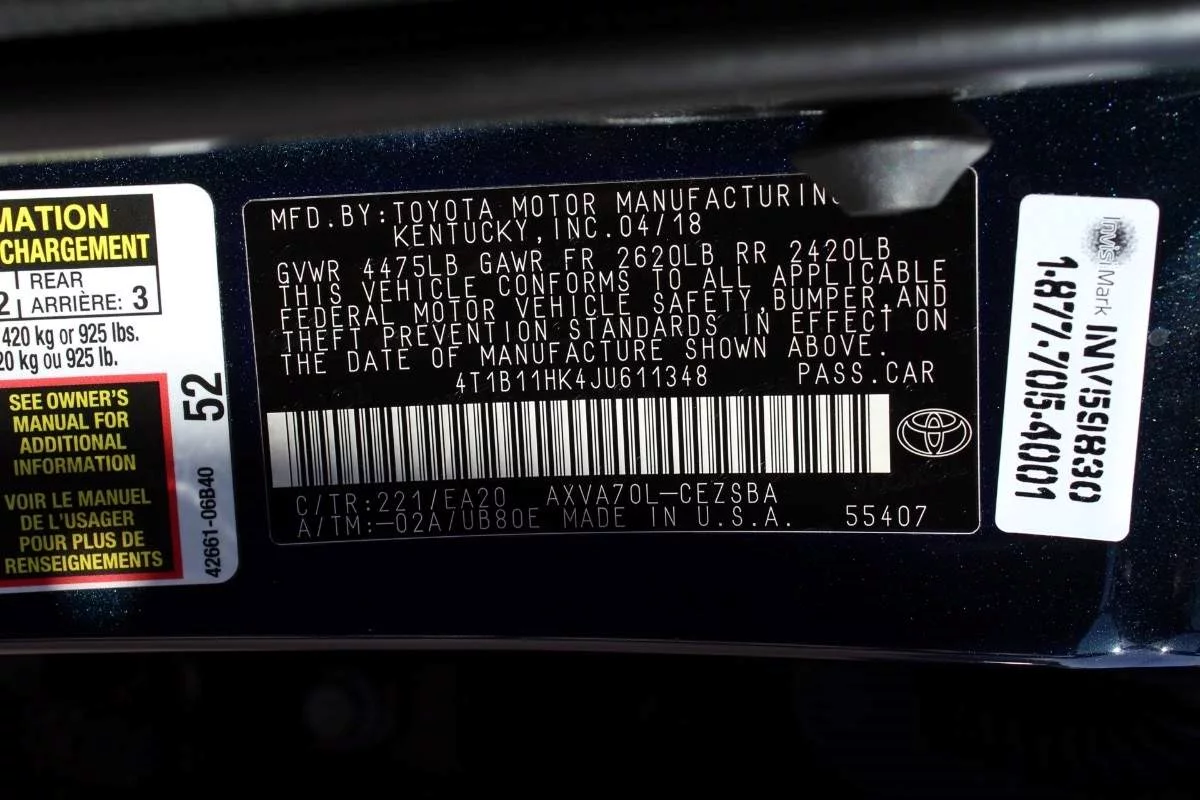 MATION
CHARGEMENT
2 REAR
ARRIÈRE: 3
420 kg or 925 lbs.
20 kg ou 925 lb.
SEE OWNER'S
MANUAL FOR
ADDITIONAL
INFORMATION
VOIR LE MANUEL
DE L'USAGER
POUR PLUS DE
RENSEIGNEMENTS
52
42661-06B40
MFD.BY:TOYOTA MOTOR MANUFACTURING
KENTUCKY,INC.04/18
GVWR 4475LB GAWR FR 2620LB RR 2420LB
THIS VEHICLE CONFORMS TO ALL APPLICABLE
FEDERAL MOTOR VEHICLE SAFETY,BUMPER,AND
THEFT PREVENTION STANDARDS IN EFFECT ON
THE DATE OF MANUFACTURE SHOWN ABOVE.
4T1B11HK4JU611348 PASS.CAR
C/TR:221/EA20 AXVA70L-CEZSBA
A/TM:-02A/UB80E MADE IN U.S.A. 55407
InvisiMark INV59830
1.877.705.4001